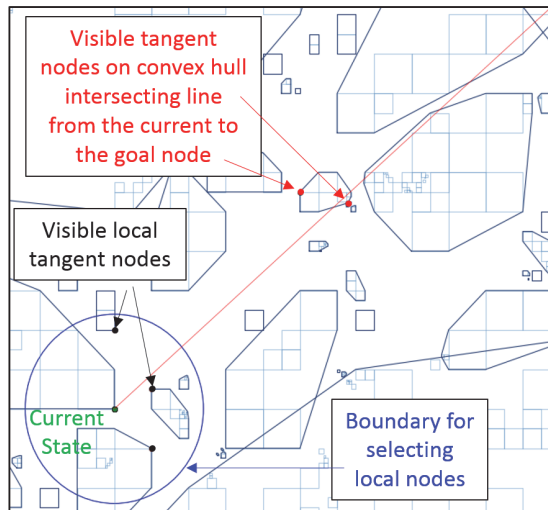 Visible tangent
nodes on convex hull
intersecting line
from the current to
the goal node
Visible local
tangent nodes
Current
State
Boundary for
selecting
local nodes